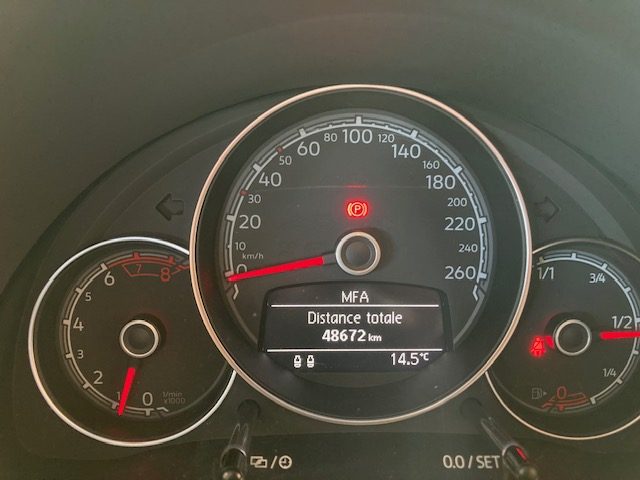 80 100 120
60 140
50 160
40 180
30 200
20 220
10 240
km/h
0 260
P
6 7 8
5
4
3
2
1 0
1/min
x1000
1/1 3/4
1/2
1/4
0
MFA
Distance totale
48672 km
14.5°C
0.0 / SET